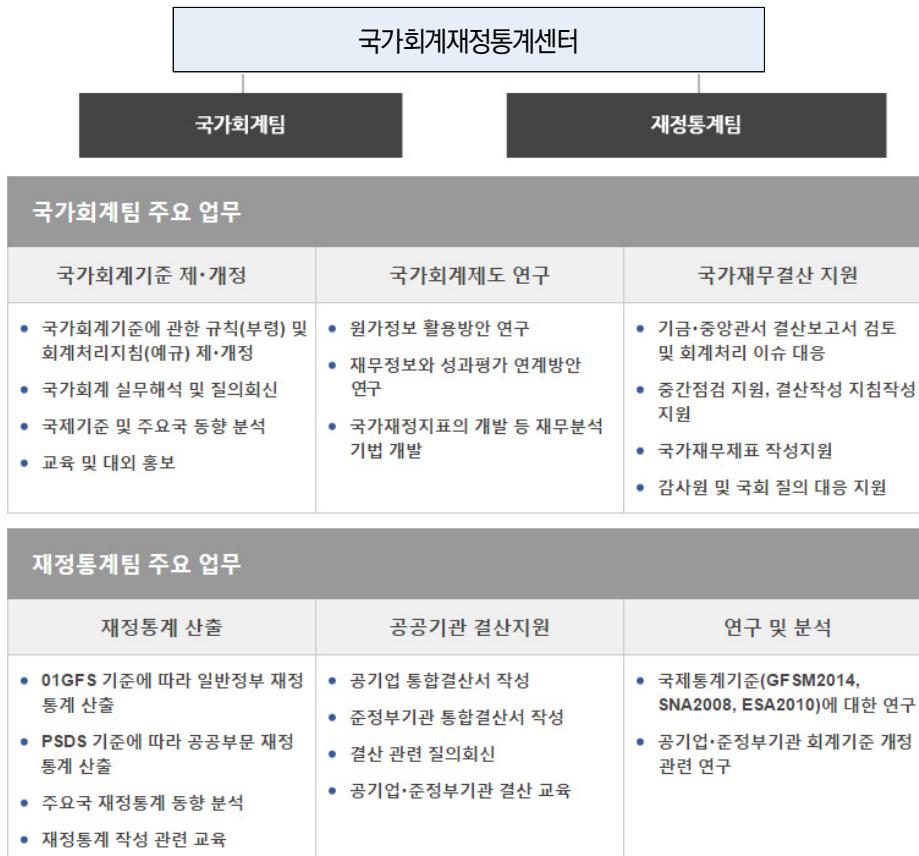 국가회계재정통계센터
국가회계팀
재정통계팀
국가회계팀 주요 업무
국가회계기준 제·개정
• 국가회계기준에 관한 규칙(부령) 및
회계처리지침(예규) 제·개정
• 국가회계 실무해석 및 질의회신
• 국제기준 및 주요국 동향 분석
• 교육 및 대외 홍보
국가회계제도 연구
• 원가정보 활용방안 연구
• 재무정보와 성과평가 연계방안
연구
• 국가재정지표의 개발 등 재무분석
기법 개발
국가재무결산 지원
• 기금·중앙관서 결산보고서 검토
및 회계처리 이슈 대응
• 중간점검 지원, 결산작성 지침작성
지원
• 국가재무제표 작성지원
• 감사원 및 국회 질의 대응 지원
재정통계팀 주요 업무
재정통계 산출
• 01GFS 기준에 따라 일반정부 재정
통계 산출
• PSDS 기준에 따라 공공부문 재정
통계 산출
• 주요국 재정통계 동향 분석
• 재정통계 작성 관련 교육
공공기관 결산지원
• 공기업 통합결산서 작성
• 준정부기관 통합결산서 작성
• 결산 관련 질의회신
• 공기업·준정부기관 결산 교육
연구 및 분석
• 국제통계기준(GFSM2014,
SNA2008, ESA2010)에 대한 연구
• 공기업·준정부기관 회계기준 개정
관련 연구